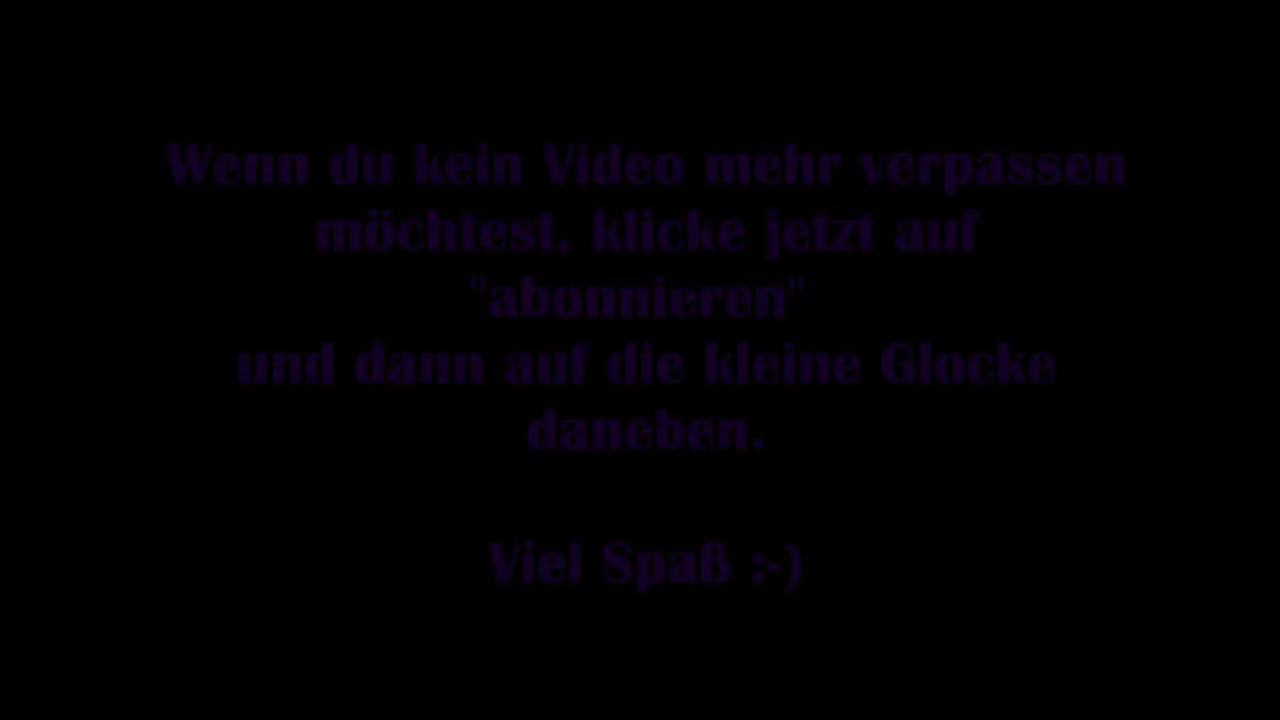 Wenn du kein Video mehr verpassen
möchtest, klicke jetzt auf
"abonnieren"
und dann auf die kleine Glocke
daneben.
Viel Spaß :-)